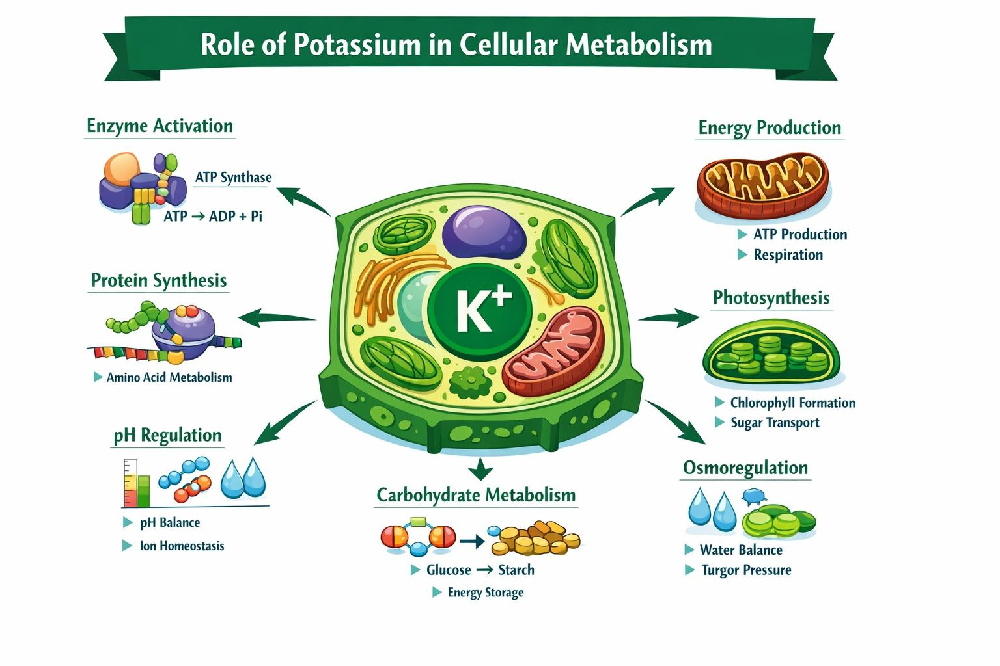 Role of Potassium in Cellular Metabolism
Enzyme Activation
ATP Synthase
ATP → ADP + Pi
Protein Synthesis
Amino Acid Metabolism
pH Regulation
pH Balance
Ion Homeostasis
K+
Carbohydrate Metabolism
Glucose → Starch
Energy Storage
Energy Production
ATP Production
Respiration
Photosynthesis
Chlorophyll Formation
Sugar Transport
Osmoregulation
Water Balance
Turgor Pressure